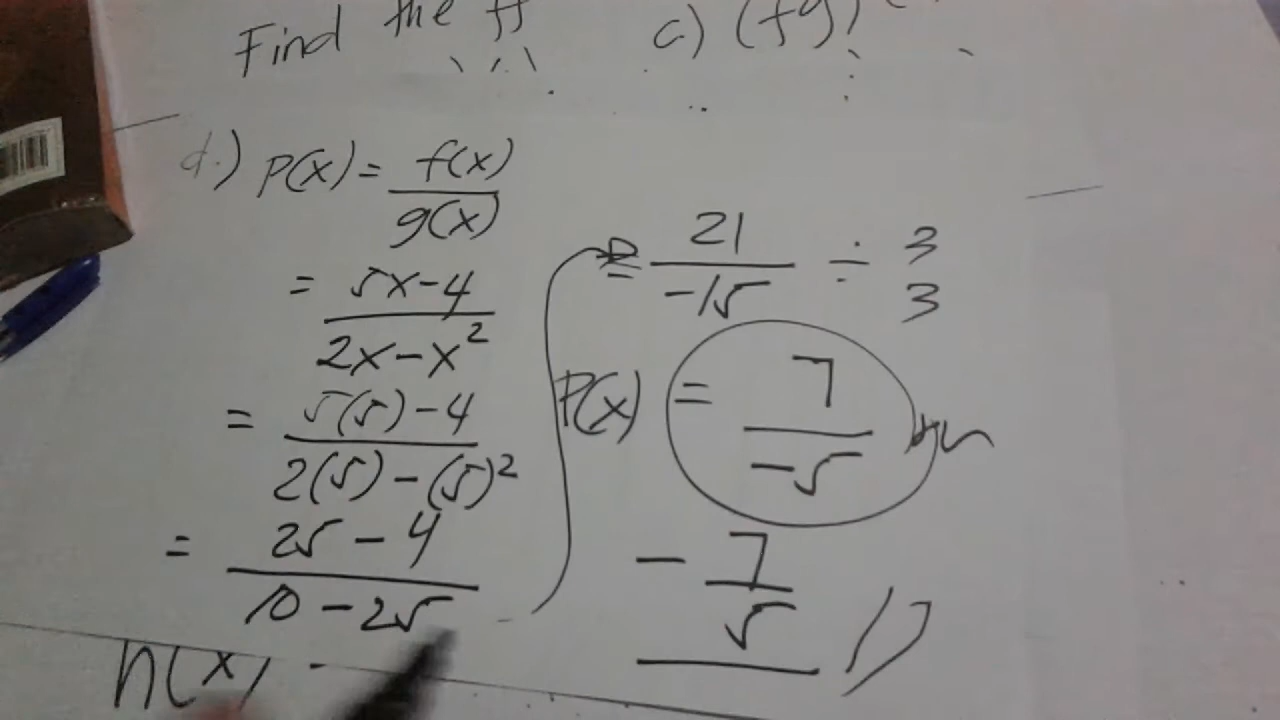 Find the ff
c) (fg)
d.) P(x) = f(x)
g(x)
= 5x-4
2x-x²
= 5(5)-4
2(5)-(5)²
= 25-4
10-25
= 21 ÷ 3
-15 3
P(x) = 7
-5
- 7
5
h(x)